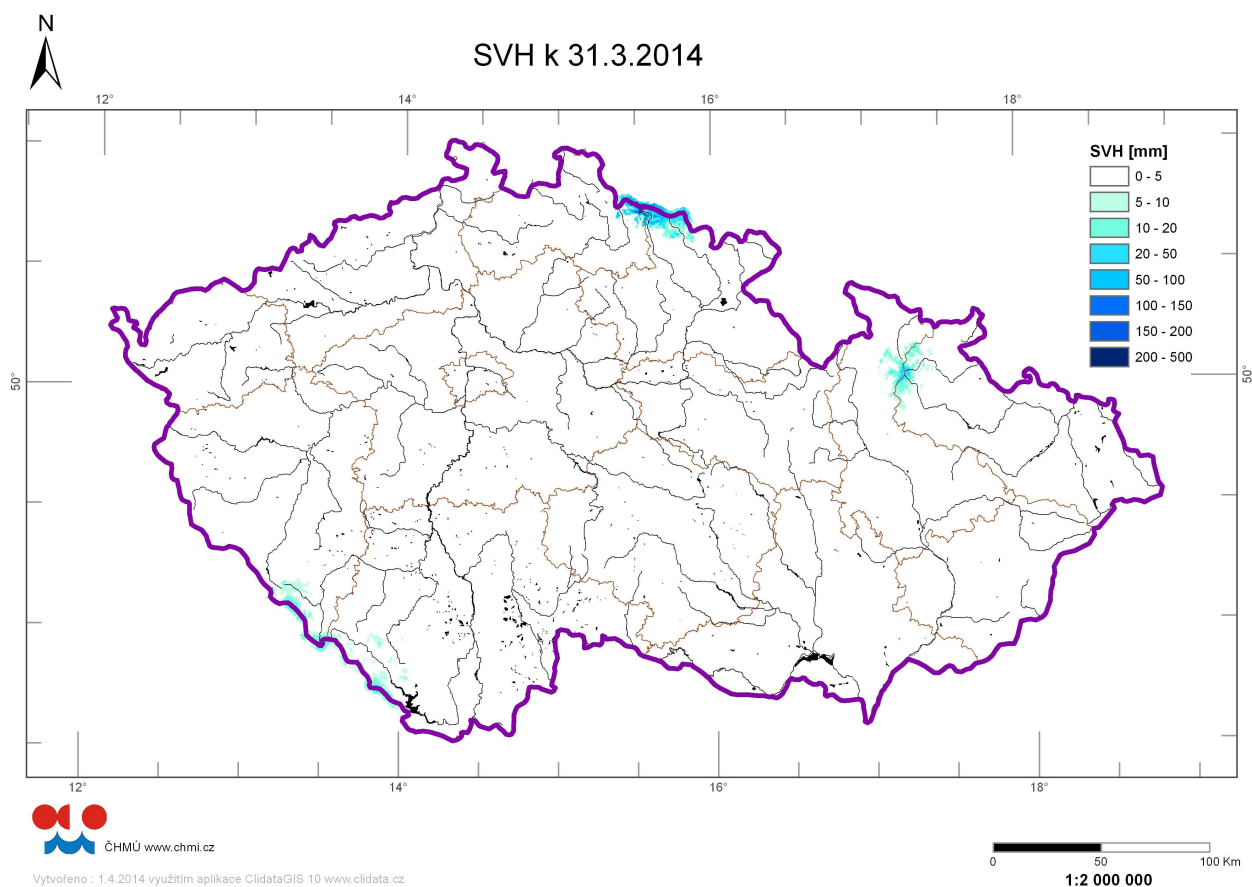 N
SVH k 31.3.2014
12°
14°
16°
18°
SVH [mm]
0 - 5
5 - 10
10 - 20
20 - 50
50 - 100
100 - 150
150 - 200
200 - 500
50°
50°
12°
14°
16°
18°
ČHMÚ www.chmi.cz
0
50
100 Km
1:2 000 000
Vytvořeno : 1.4.2014 využitím aplikace ClidataGIS 10 www.clidata.cz